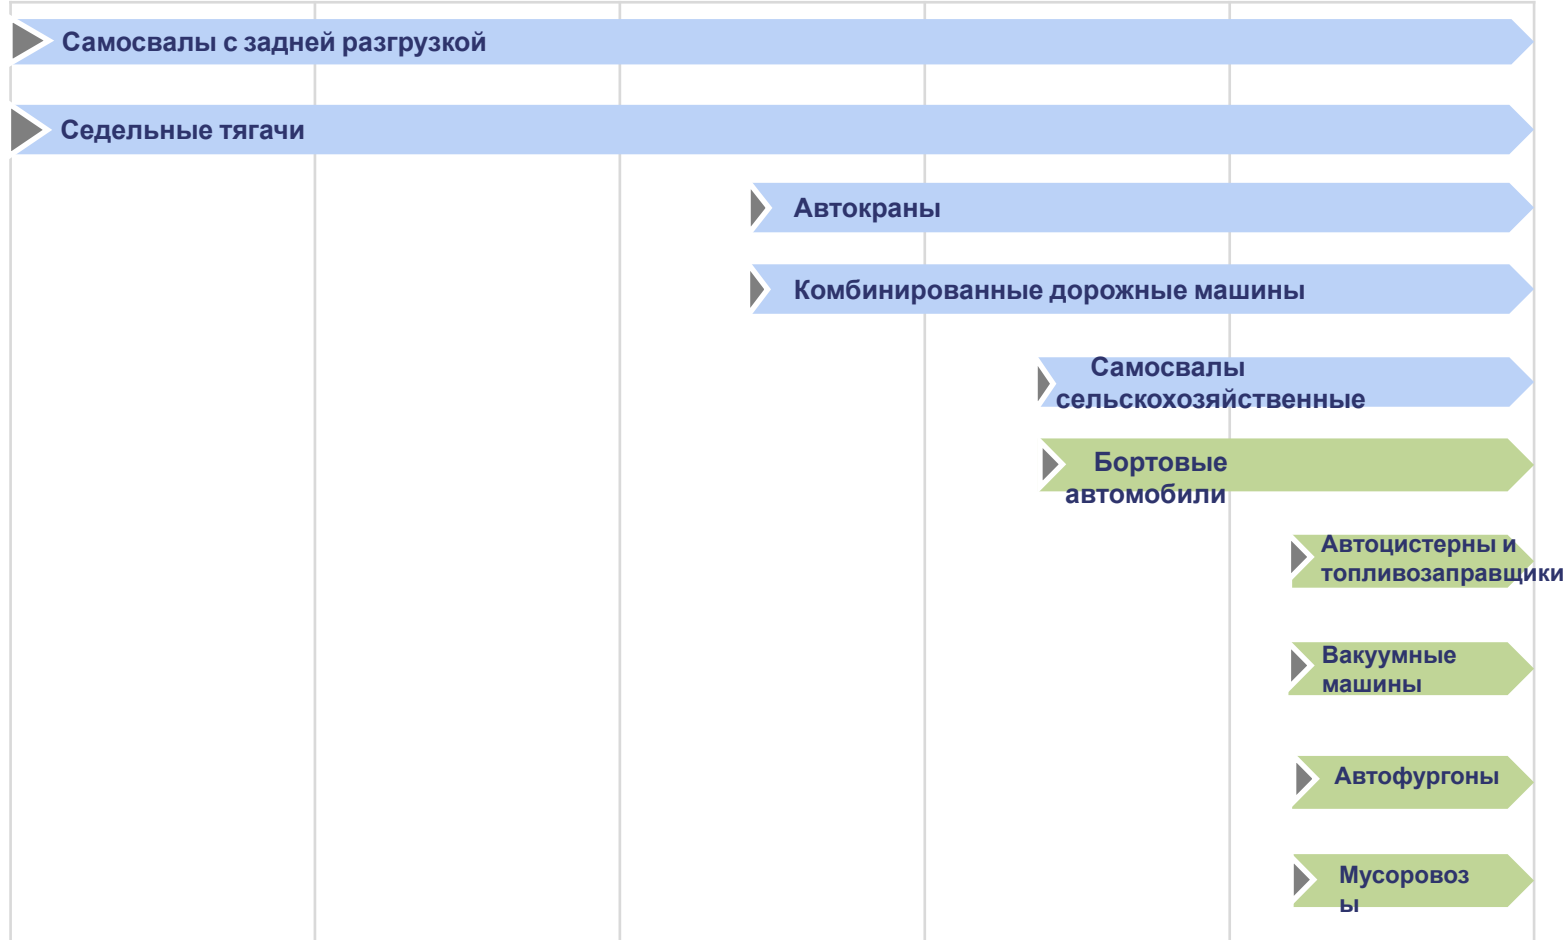 Самосвалы с задней разгрузкой
Седельные тягачи
Автокраны
Комбинированные дорожные машины
Самосвалы
сельскохозяйственные
Бортовые
автомобили
Автоцистерны и
топливозаправщики
Вакуумные
машины
Автофургоны
Мусоровоз
ы